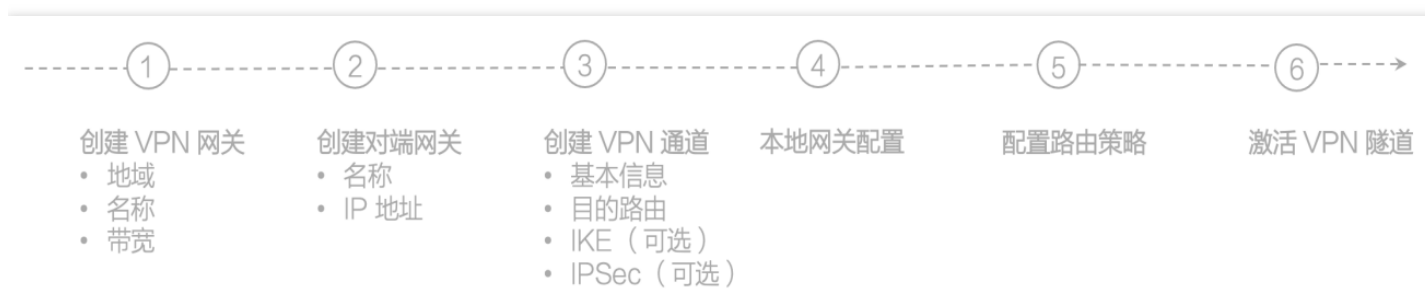 1 2 3 4 5 6
创建 VPN 网关 创建对端网关 创建 VPN 通道 本地网关配置 配置路由策略 激活 VPN 隧道
• 地域 • 名称 • 基本信息
• 名称 • IP 地址 • 目的路由
• 带宽 • IKE（可选）
• IPSec（可选）